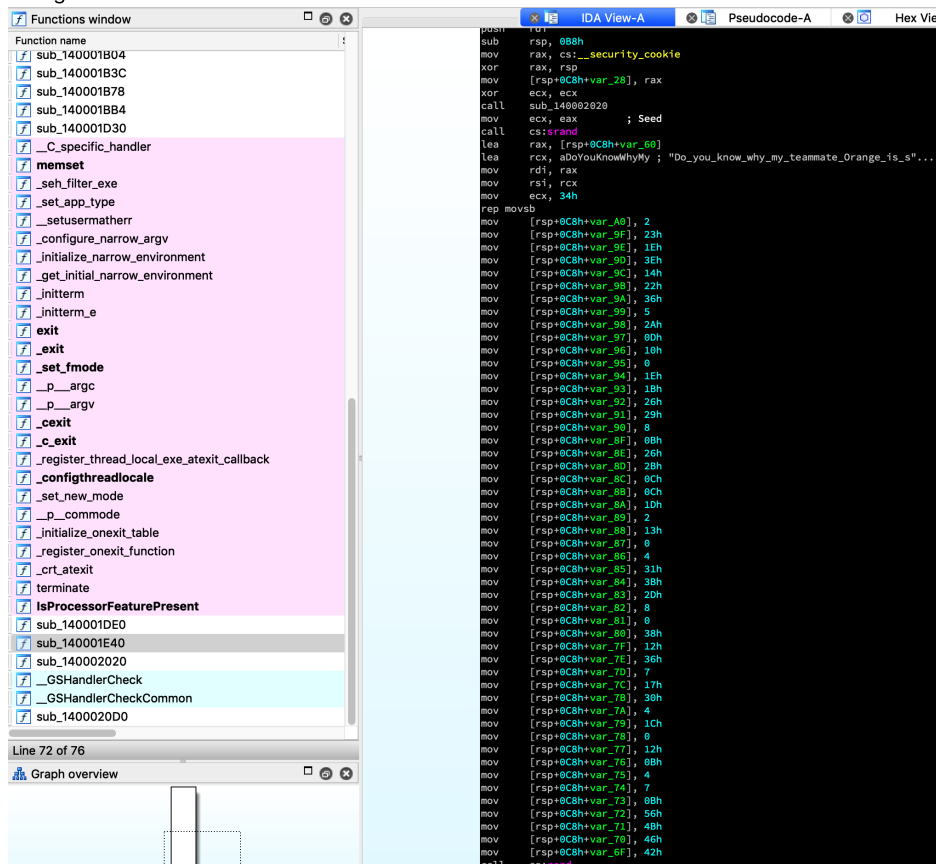 Functions window
Function name
sub_140001B04
sub_140001B3C
sub_140001B78
sub_140001BB4
sub_140001D30
__C_specific_handler
memset
_seh_filter_exe
_set_app_type
__setusermatherr
_configure_narrow_argv
_initialize_narrow_environment
_get_initial_narrow_environment
_initterm
_initterm_e
exit
_exit
_set_fmode
__p___argc
__p___argv
_cexit
_c_exit
_register_thread_local_exe_atexit_callback
_configthreadlocale
_set_new_mode
__p__commode
_initialize_onexit_table
_register_onexit_function
_crt_atexit
terminate
IsProcessorFeaturePresent
sub_140001DE0
sub_140001E40
sub_140002020
__GSHandlerCheck
__GSHandlerCheckCommon
sub_1400020D0
Line 72 of 76
Graph overview
IDA View-A Pseudocode-A Hex Vie
push rdi
sub rsp, 0B8h
mov rax, cs:__security_cookie
xor rax, rsp
mov [rsp+0C8h+var_28], rax
xor ecx, ecx
call sub_140002020
mov ecx, eax ; Seed
call cs:srand
lea rax, [rsp+0C8h+var_60]
lea rcx, aDoYouKnowWhyMy ; "Do_you_know_why_my_teammate_Orange_is_s"...
mov rdi, rax
mov rsi, rcx
mov ecx, 34h
rep movsb
mov [rsp+0C8h+var_A0], 2
mov [rsp+0C8h+var_9F], 23h
mov [rsp+0C8h+var_9E], 1Eh
mov [rsp+0C8h+var_9D], 3Eh
mov [rsp+0C8h+var_9C], 14h
mov [rsp+0C8h+var_9B], 22h
mov [rsp+0C8h+var_9A], 36h
mov [rsp+0C8h+var_99], 5
mov [rsp+0C8h+var_98], 2Ah
mov [rsp+0C8h+var_97], 0Dh
mov [rsp+0C8h+var_96], 10h
mov [rsp+0C8h+var_95], 0
mov [rsp+0C8h+var_94], 1Eh
mov [rsp+0C8h+var_93], 1Bh
mov [rsp+0C8h+var_92], 26h
mov [rsp+0C8h+var_91], 29h
mov [rsp+0C8h+var_90], 8
mov [rsp+0C8h+var_8F], 0Bh
mov [rsp+0C8h+var_8E], 26h
mov [rsp+0C8h+var_8D], 2Bh
mov [rsp+0C8h+var_8C], 0Ch
mov [rsp+0C8h+var_8B], 0Ch
mov [rsp+0C8h+var_8A], 1Dh
mov [rsp+0C8h+var_89], 2
mov [rsp+0C8h+var_88], 13h
mov [rsp+0C8h+var_87], 0
mov [rsp+0C8h+var_86], 4
mov [rsp+0C8h+var_85], 31h
mov [rsp+0C8h+var_84], 3Bh
mov [rsp+0C8h+var_83], 2Dh
mov [rsp+0C8h+var_82], 8
mov [rsp+0C8h+var_81], 0
mov [rsp+0C8h+var_80], 38h
mov [rsp+0C8h+var_7F], 12h
mov [rsp+0C8h+var_7E], 36h
mov [rsp+0C8h+var_7D], 7
mov [rsp+0C8h+var_7C], 17h
mov [rsp+0C8h+var_7B], 30h
mov [rsp+0C8h+var_7A], 4
mov [rsp+0C8h+var_79], 1Ch
mov [rsp+0C8h+var_78], 0
mov [rsp+0C8h+var_77], 12h
mov [rsp+0C8h+var_76], 0Bh
mov [rsp+0C8h+var_75], 4
mov [rsp+0C8h+var_74], 7
mov [rsp+0C8h+var_73], 0Bh
mov [rsp+0C8h+var_72], 56h
mov [rsp+0C8h+var_71], 4Bh
mov [rsp+0C8h+var_70], 46h
mov [rsp+0C8h+var_6F], 42h